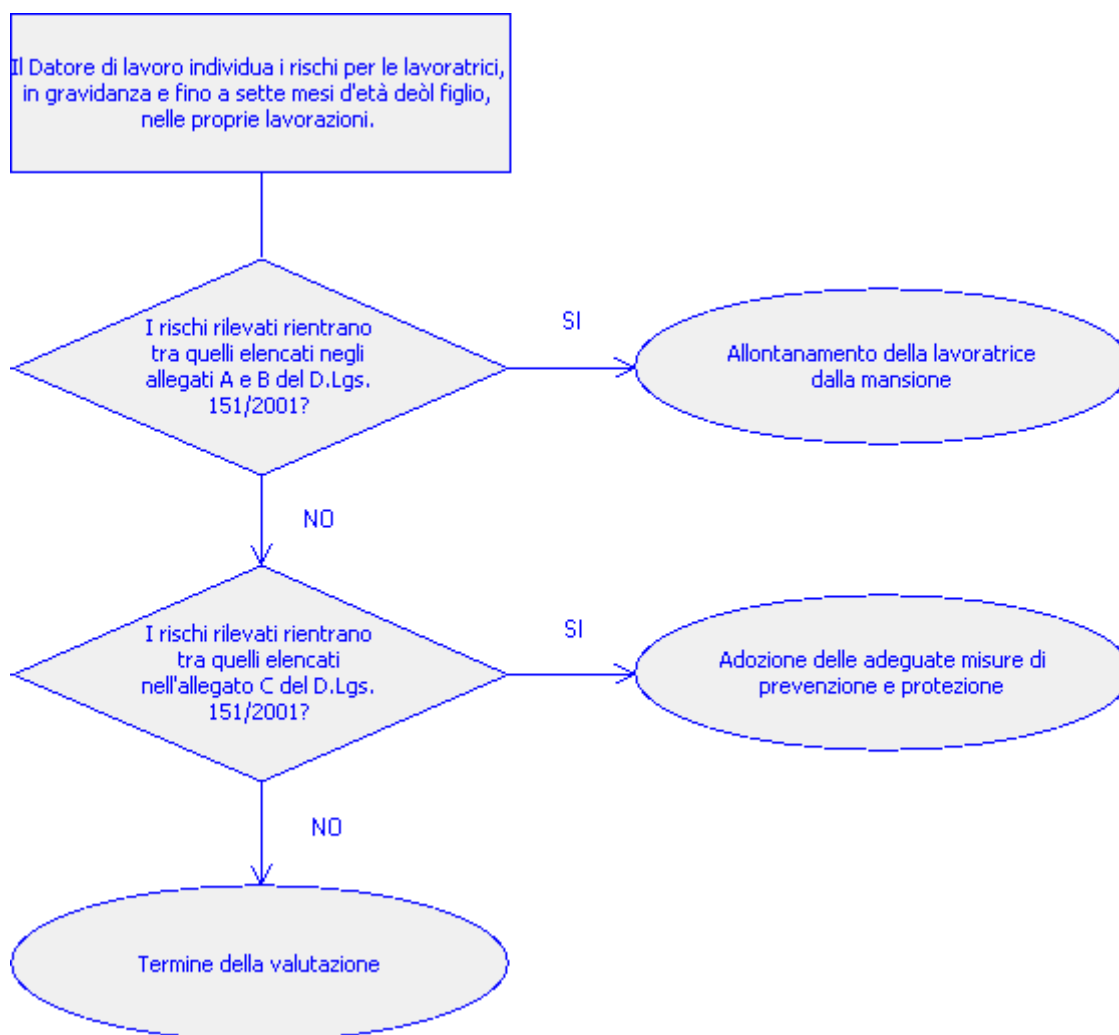 Il Datore di lavoro individua i rischi per le lavoratrici,
in gravidanza e fino a sette mesi d'età deòl figlio,
nelle proprie lavorazioni.
I rischi rilevati rientrano
tra quelli elencati negli
allegati A e B del D.Lgs.
151/2001?
SI
Allontanamento della lavoratrice
dalla mansione
NO
I rischi rilevati rientrano
tra quelli elencati
nell'allegato C del D.Lgs.
151/2001?
SI
Adozione delle adeguate misure di
prevenzione e protezione
NO
Termine della valutazione